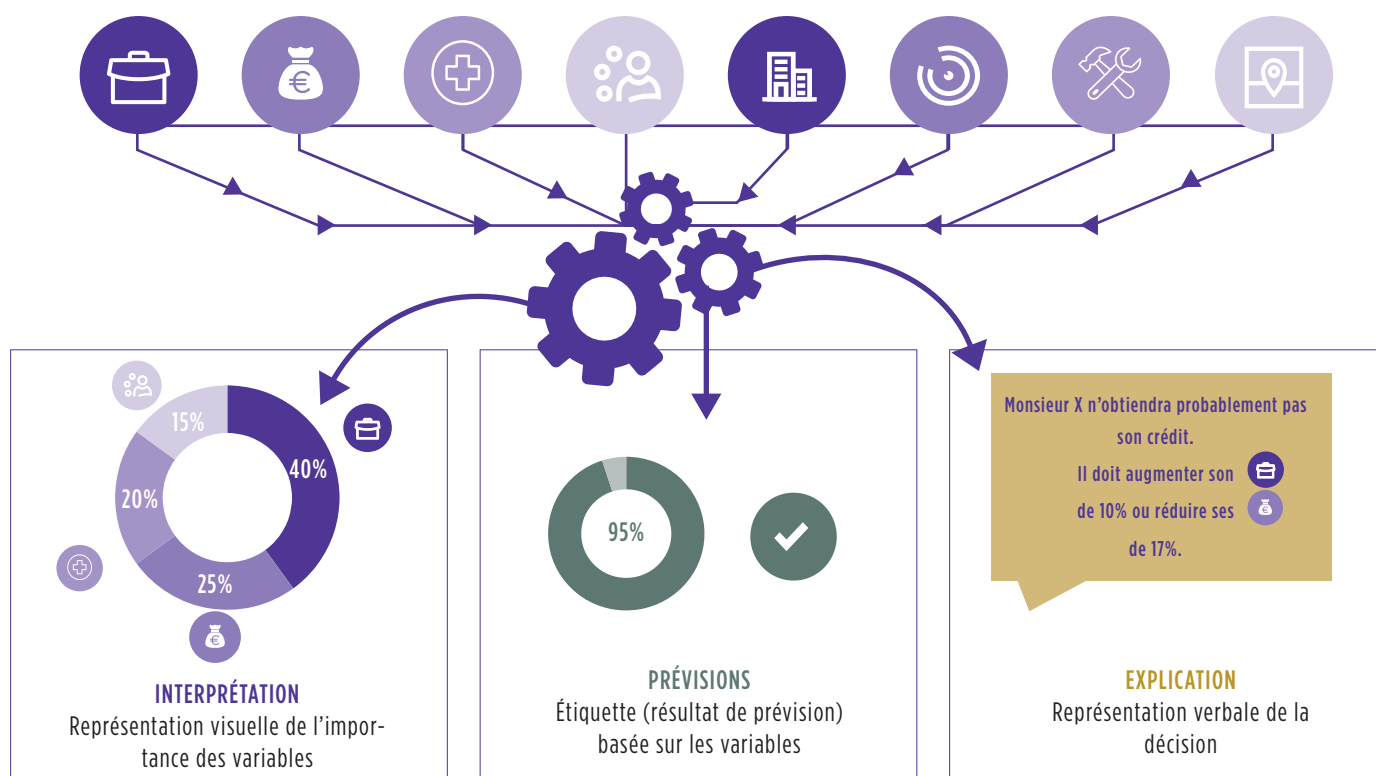 €
15%
40%
20%
25%
€
INTERPRÉTATION
Représentation visuelle de l’impor-
tance des variables
95%
PRÉVISIONS
Étiquette (résultat de prévision)
basée sur les variables
Monsieur X n’obtiendra probablement pas
son crédit.
Il doit augmenter son
de 10% ou réduire ses
€
de 17%.
EXPLICATION
Représentation verbale de la
décision